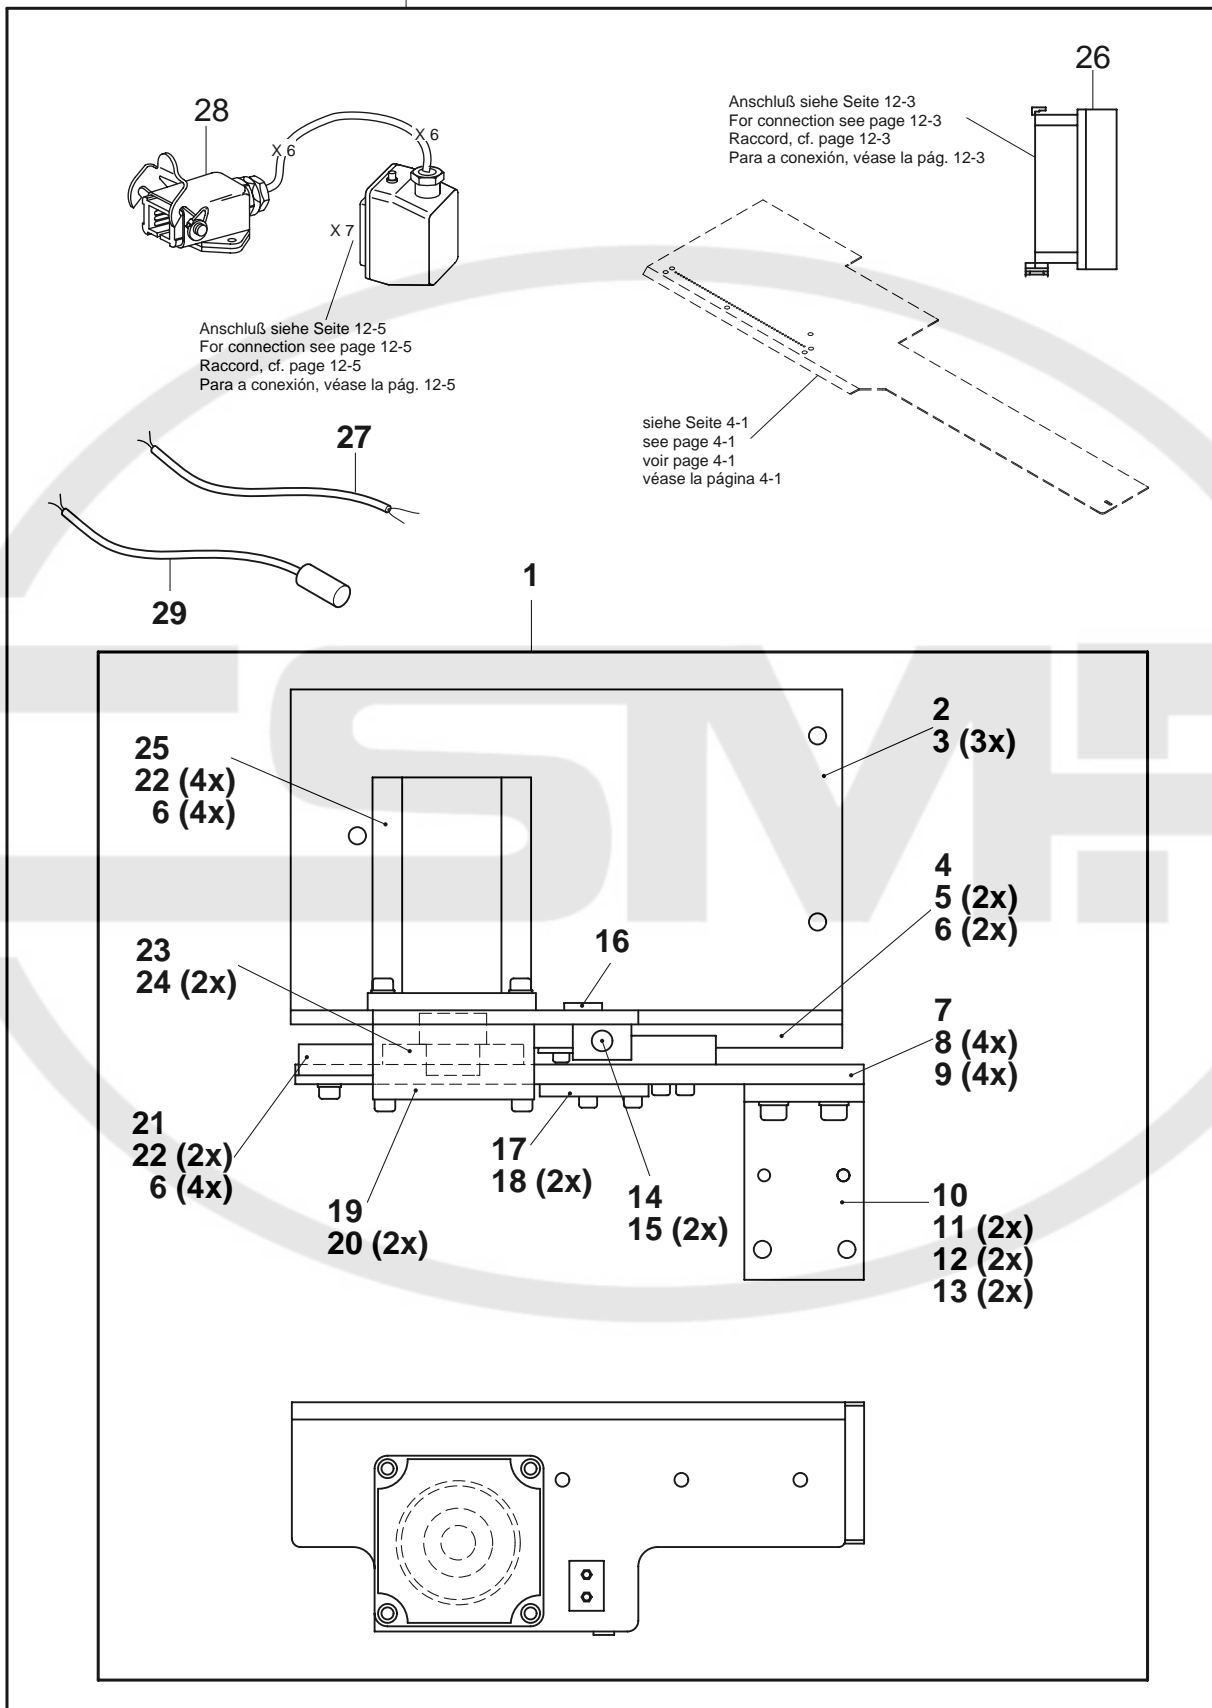 26
Anschluß siehe Seite 12-3
For connection see page 12-3
Raccord, cf. page 12-3
Para a conexión, véase la pág. 12-3
28
X 6
X 6
X 7
Anschluß siehe Seite 12-5
For connection see page 12-5
Raccord, cf. page 12-5
Para a conexión, véase la pág. 12-5
siehe Seite 4-1
see page 4-1
voir page 4-1
véase la página 4-1
27
29
1
2
3 (3x)
25
22 (4x)
6 (4x)
4
5 (2x)
6 (2x)
16
23
24 (2x)
7
8 (4x)
9 (4x)
21
22 (2x)
6 (4x)
17
18 (2x)
14
15 (2x)
19
20 (2x)
10
11 (2x)
12 (2x)
13 (2x)